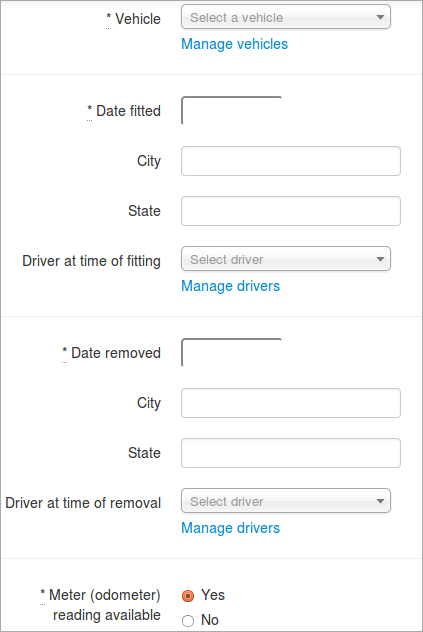 * Vehicle Select a vehicle
Manage vehicles
* Date fitted
City
State
Driver at time of fitting Select driver
Manage drivers
* Date removed
City
State
Driver at time of removal Select driver
Manage drivers
* Meter (odometer) Yes
reading available No